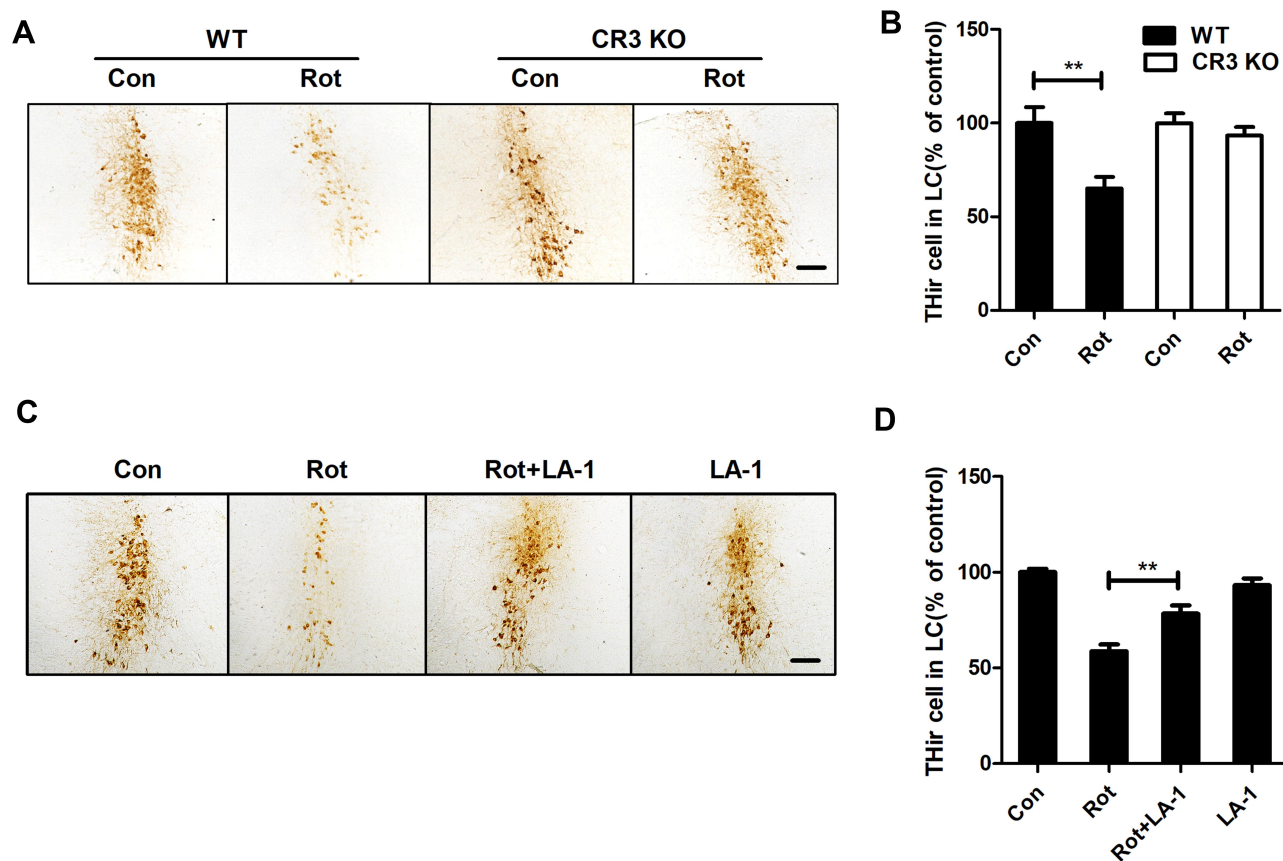 A
WT
CR3 KO
Con
Rot
Con
Rot
B
THir cell in LC(% of control)
150
100
50
0
**
WT
CR3 KO
Con
Rot
Con
Rot
C
Con
Rot
Rot+LA-1
LA-1
D
THir cell in LC(% of control)
150
100
50
0
**
Con
Rot
Rot+LA-1
LA-1